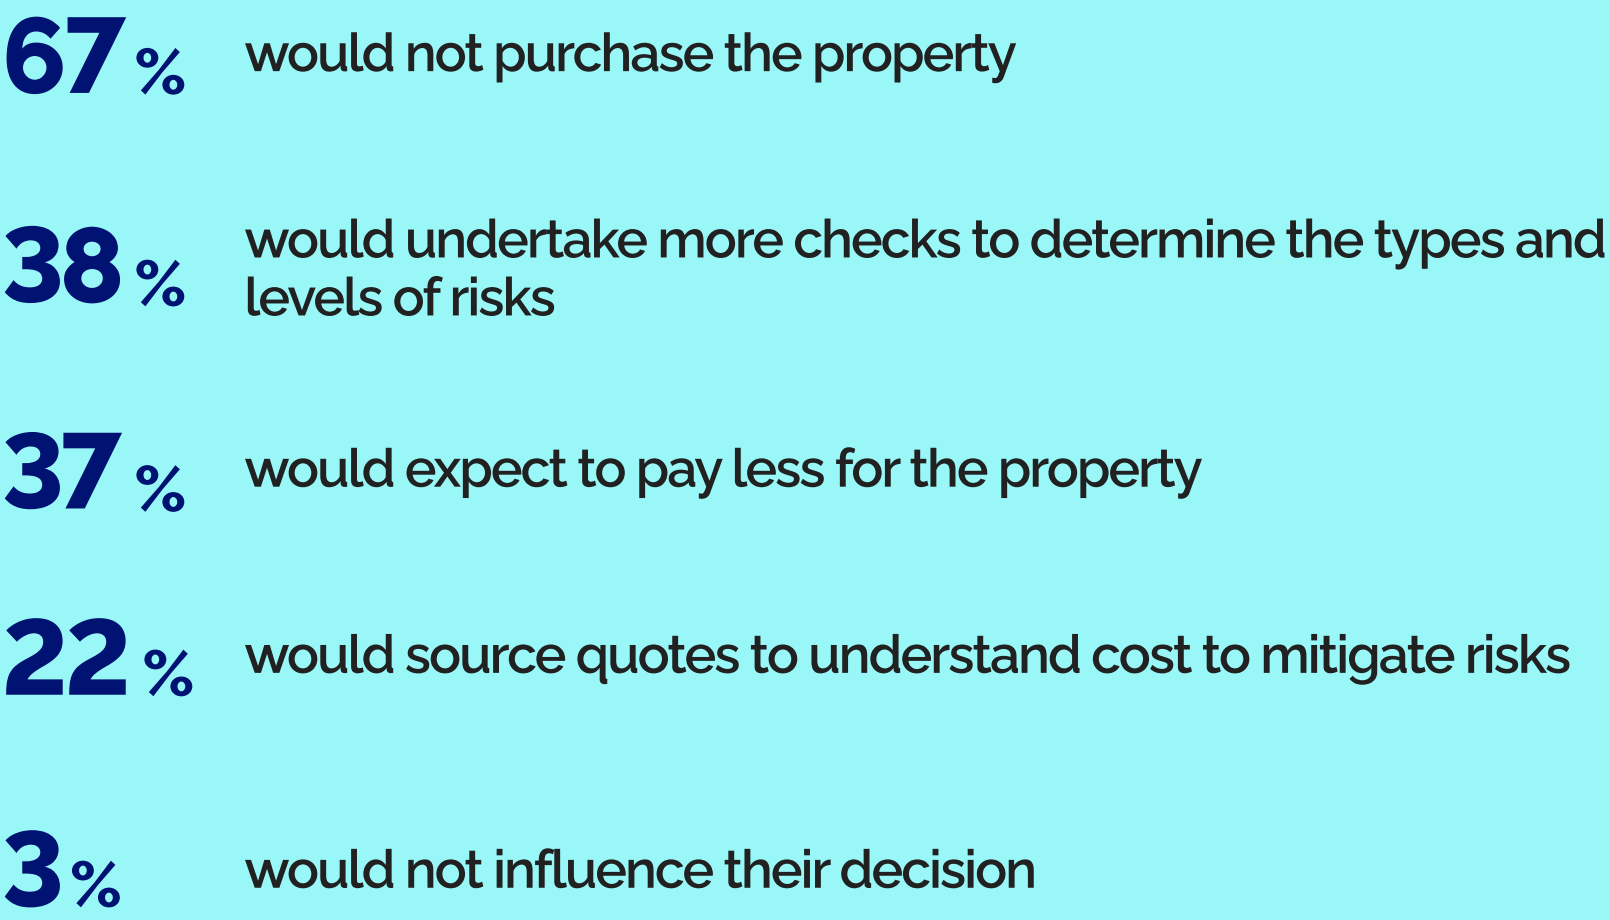 67 % would not purchase the property
38 % would undertake more checks to determine the types and
levels of risks
37 % would expect to pay less for the property
22 % would source quotes to understand cost to mitigate risks
3 % would not influence their decision